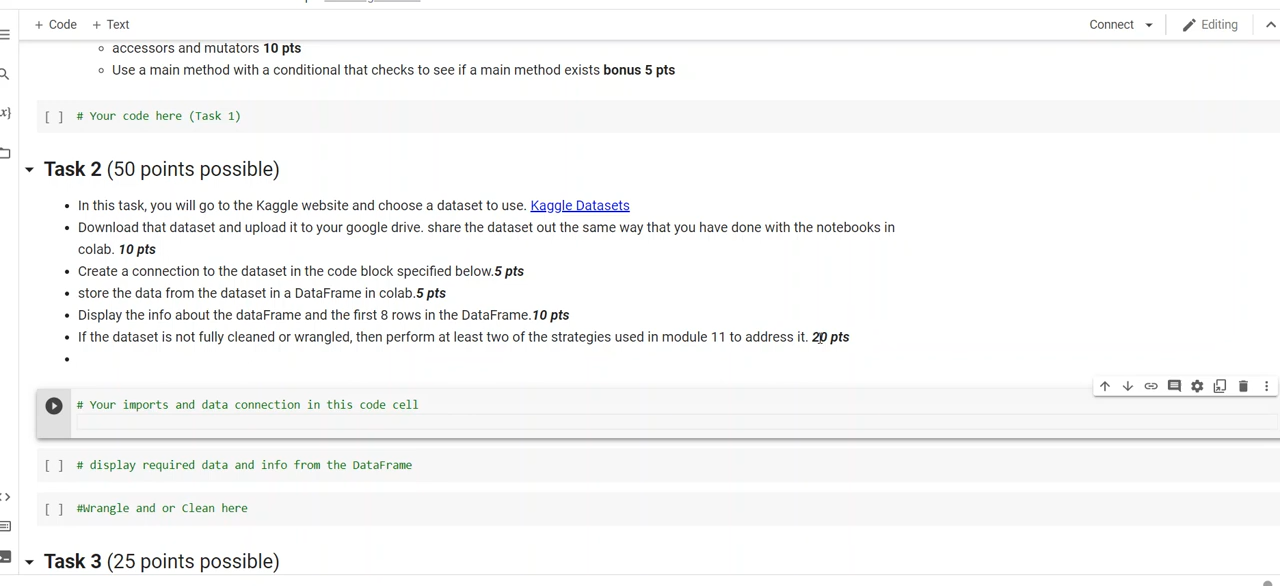 + Code + Text Connect Editing
accessors and mutators 10 pts
Use a main method with a conditional that checks to see if a main method exists bonus 5 pts
[ ] # Your code here (Task 1)
Task 2 (50 points possible)
In this task, you will go to the Kaggle website and choose a dataset to use. Kaggle Datasets
Download that dataset and upload it to your google drive. share the dataset out the same way that you have done with the notebooks in
colab. 10 pts
Create a connection to the dataset in the code block specified below.5 pts
store the data from the dataset in a DataFrame in colab.5 pts
Display the info about the dataFrame and the first 8 rows in the DataFrame.10 pts
If the dataset is not fully cleaned or wrangled, then perform at least two of the strategies used in module 11 to address it. 20 pts
# Your imports and data connection in this code cell
[ ] # display required data and info from the DataFrame
[ ] #Wrangle and or Clean here
Task 3 (25 points possible)